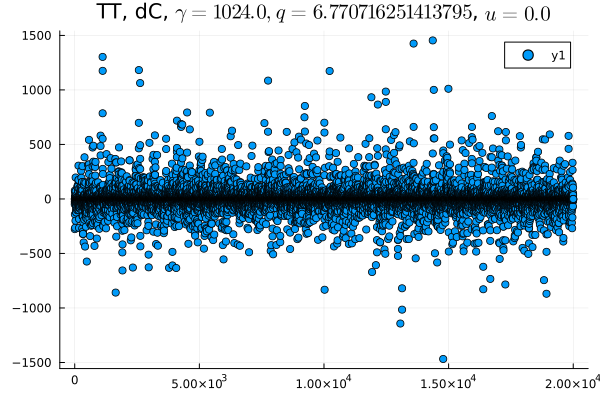 TT, dC, γ = 1024.0, q = 6.770716251413795, u = 0.0
y1
1500
1000
500
0
−500
−1000
−1500
0 5.00×10³ 1.00×10⁴ 1.50×10⁴ 2.00×10⁴